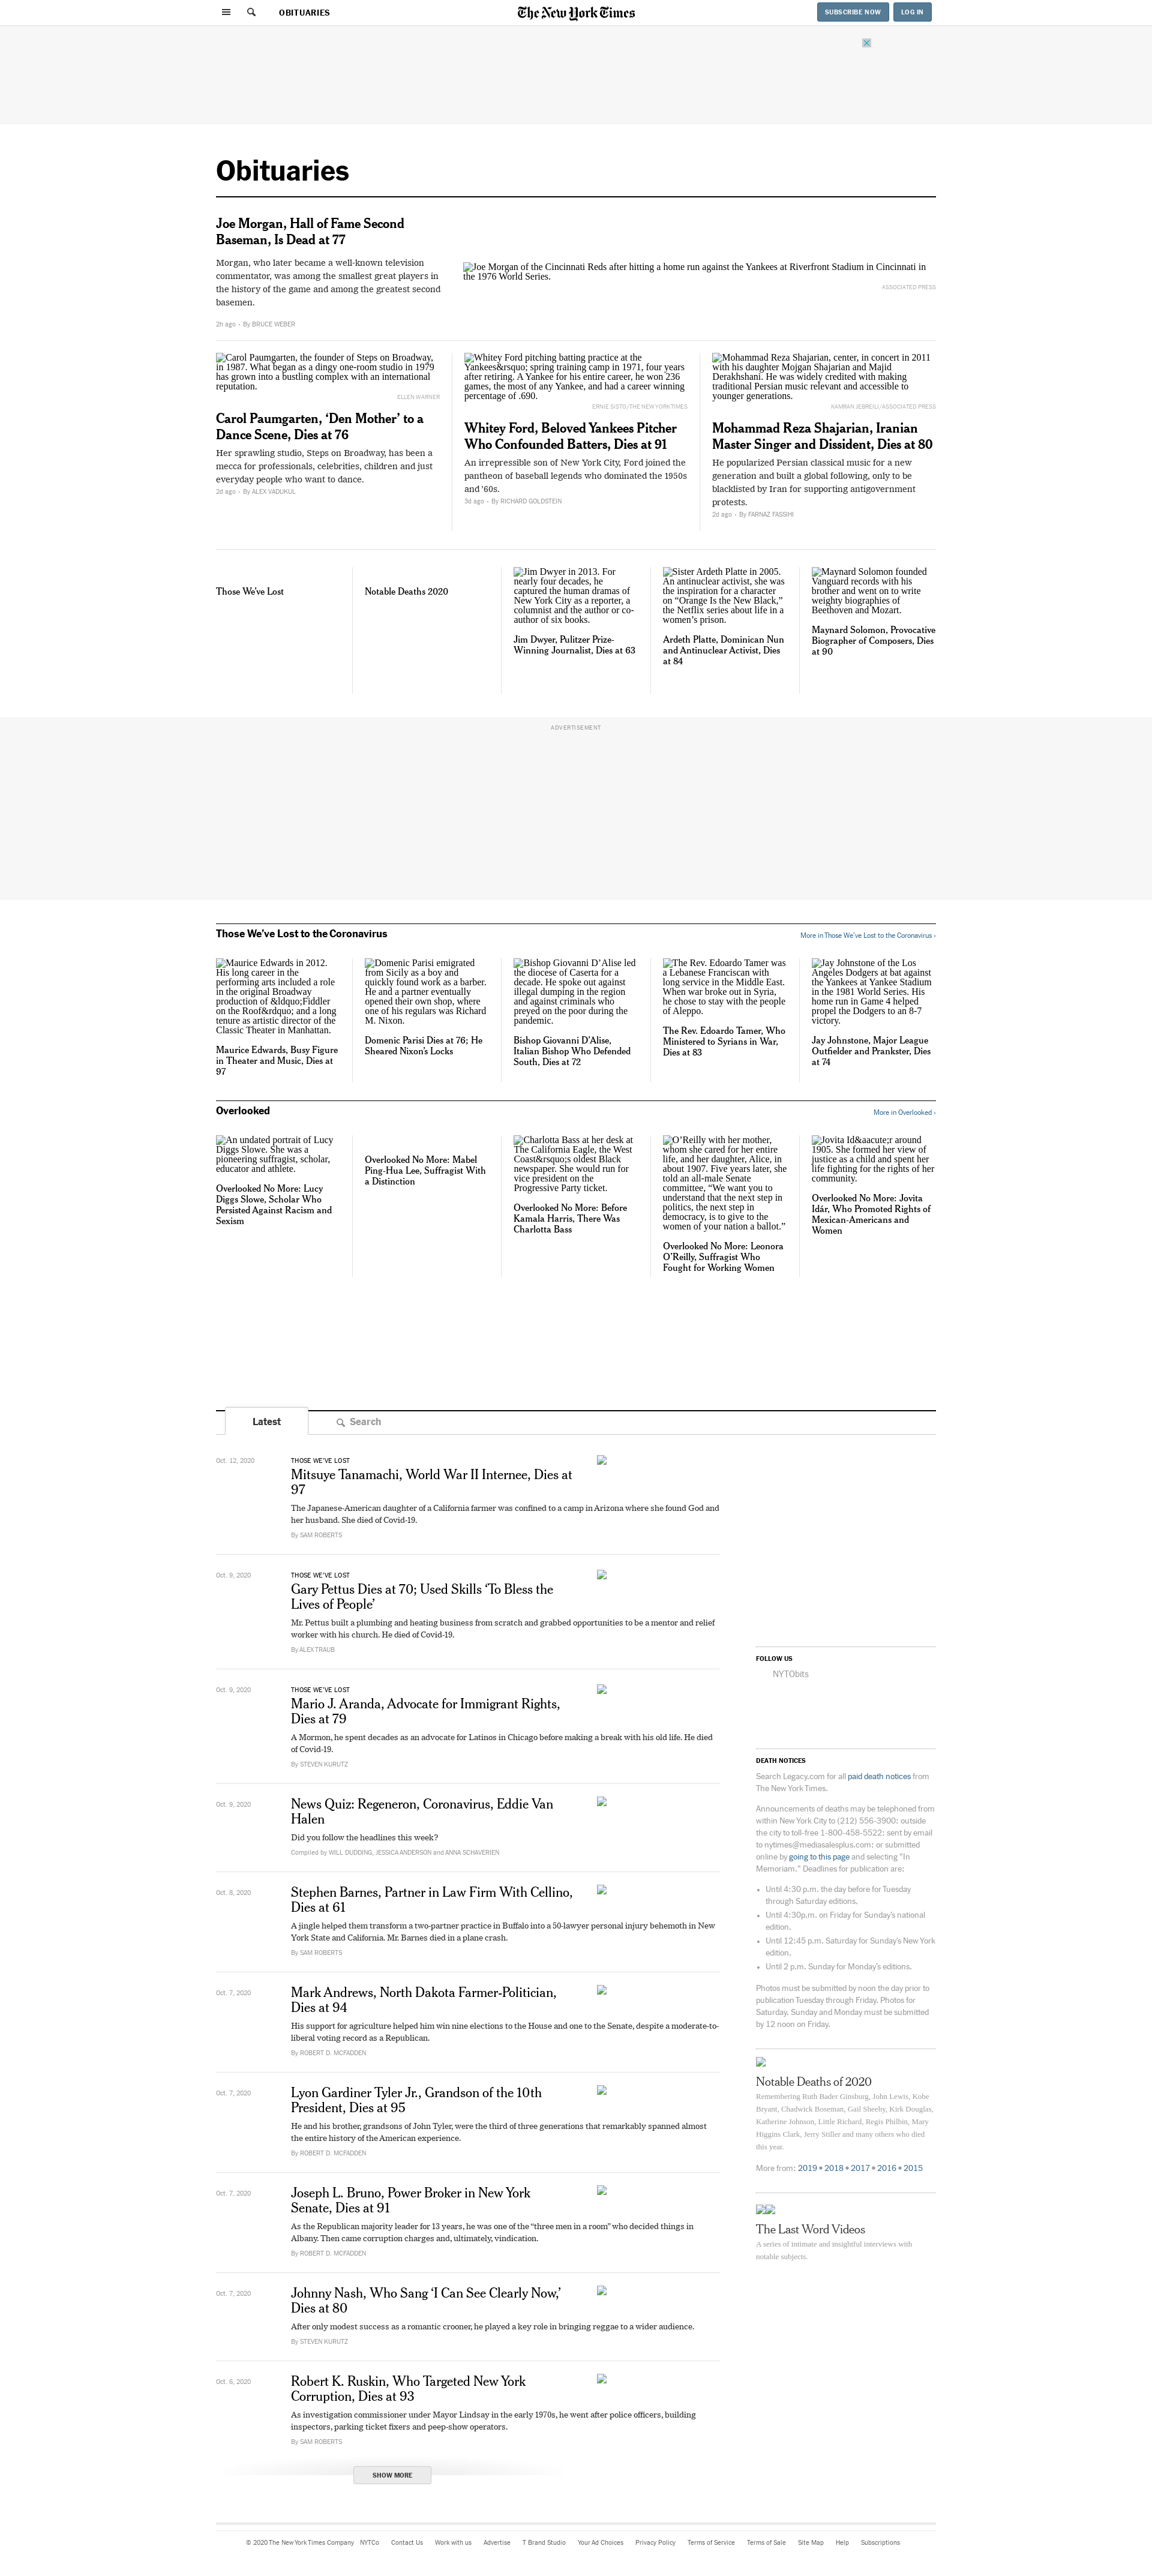 OBITUARIES
The New York Times
SUBSCRIBE NOW
LOG IN
Obituaries
Joe Morgan, Hall of Fame Second
Baseman, Is Dead at 77
Morgan, who later became a well-known television
commentator, was among the smallest great players in
the history of the game and among the greatest second
basemen.
2h ago • By BRUCE WEBER
Joe Morgan of the Cincinnati Reds after hitting a home run against the Yankees at Riverfront Stadium in Cincinnati in
the 1976 World Series.
ASSOCIATED PRESS
Carol Paumgarten, the founder of Steps on Broadway,
in 1987. What began as a dingy one-room studio in 1979
has grown into a bustling complex with an international
reputation.
ELLEN WARNER
Carol Paumgarten, ‘Den Mother’ to a
Dance Scene, Dies at 76
Her sprawling studio, Steps on Broadway, has been a
mecca for professionals, celebrities, children and just
everyday people who want to dance.
2d ago • By ALEX VADUKUL
Whitey Ford pitching batting practice at the
Yankees&rsquo; spring training camp in 1971, four years
after retiring. A Yankee for his entire career, he won 236
games, the most of any Yankee, and had a career winning
percentage of .690.
ERNIE SISTO/THE NEW YORK TIMES
Whitey Ford, Beloved Yankees Pitcher
Who Confounded Batters, Dies at 91
An irrepressible son of New York City, Ford joined the
pantheon of baseball legends who dominated the 1950s
and ’60s.
3d ago • By RICHARD GOLDSTEIN
Mohammad Reza Shajarian, center, in concert in 2011
with his daughter Mojgan Shajarian and Majid
Derakhshani. He was widely credited with making
traditional Persian music relevant and accessible to
younger generations.
KAMRAN JEBREILI/ASSOCIATED PRESS
Mohammad Reza Shajarian, Iranian
Master Singer and Dissident, Dies at 80
He popularized Persian classical music for a new
generation and built a global following, only to be
blacklisted by Iran for supporting antigovernment
protests.
2d ago • By FARNAZ FASSIHI
Those We’ve Lost
Notable Deaths 2020
Jim Dwyer in 2013. For
nearly four decades, he
captured the human dramas of
New York City as a reporter, a
columnist and the author or co-
author of six books.
Jim Dwyer, Pulitzer Prize-
Winning Journalist, Dies at 63
Sister Ardeth Platte in 2005.
An antinuclear activist, she was
the inspiration for a character
on “Orange Is the New Black,”
the Netflix series about life in a
women’s prison.
Ardeth Platte, Dominican Nun
and Antinuclear Activist, Dies
at 84
Maynard Solomon founded
Vanguard records with his
brother and went on to write
weighty biographies of
Beethoven and Mozart.
Maynard Solomon, Provocative
Biographer of Composers, Dies
at 90
ADVERTISEMENT
Those We’ve Lost to the Coronavirus
More in Those We’ve Lost to the Coronavirus ›
Maurice Edwards in 2012.
His long career in the
performing arts included a role
in the original Broadway
production of &ldquo;Fiddler
on the Roof&rdquo; and a long
tenure as artistic director of the
Classic Theater in Manhattan.
Maurice Edwards, Busy Figure
in Theater and Music, Dies at
97
Domenic Parisi emigrated
from Sicily as a boy and
quickly found work as a barber.
He and a partner eventually
opened their own shop, where
one of his regulars was Richard
M. Nixon.
Domenic Parisi Dies at 76; He
Sheared Nixon’s Locks
Bishop Giovanni D’Alise led
the diocese of Caserta for a
decade. He spoke out against
illegal dumping in the region
and against criminals who
preyed on the poor during the
pandemic.
Bishop Giovanni D’Alise,
Italian Bishop Who Defended
South, Dies at 72
The Rev. Edoardo Tamer was
a Lebanese Franciscan with
long service in the Middle East.
When war broke out in Syria,
he chose to stay with the people
of Aleppo.
The Rev. Edoardo Tamer, Who
Ministered to Syrians in War,
Dies at 83
Jay Johnstone of the Los
Angeles Dodgers at bat against
the Yankees at Yankee Stadium
in the 1981 World Series. His
home run in Game 4 helped
propel the Dodgers to an 8-7
victory.
Jay Johnstone, Major League
Outfielder and Prankster, Dies
at 74
Overlooked
More in Overlooked ›
An undated portrait of Lucy
Diggs Slowe. She was a
pioneering suffragist, scholar,
educator and athlete.
Overlooked No More: Lucy
Diggs Slowe, Scholar Who
Persisted Against Racism and
Sexism
Overlooked No More: Mabel
Ping-Hua Lee, Suffragist With
a Distinction
Charlotta Bass at her desk at
The California Eagle, the West
Coast&rsquo;s oldest Black
newspaper. She would run for
vice president on the
Progressive Party ticket.
Overlooked No More: Before
Kamala Harris, There Was
Charlotta Bass
O’Reilly with her mother,
whom she cared for her entire
life, and her daughter, Alice, in
about 1907. Five years later, she
told an all-male Senate
committee, “We want you to
understand that the next step in
politics, the next step in
democracy, is to give to the
women of your nation a ballot.”
Overlooked No More: Leonora
O’Reilly, Suffragist Who
Fought for Working Women
Jovita Id&aacute;r around
1905. She formed her view of
justice as a child and spent her
life fighting for the rights of her
community.
Overlooked No More: Jovita
Idár, Who Promoted Rights of
Mexican-Americans and
Women
Latest
Search
Oct. 12, 2020
THOSE WE’VE LOST
Mitsuye Tanamachi, World War II Internee, Dies at
97
The Japanese-American daughter of a California farmer was confined to a camp in Arizona where she found God and
her husband. She died of Covid-19.
By SAM ROBERTS
Oct. 9, 2020
THOSE WE’VE LOST
Gary Pettus Dies at 70; Used Skills ‘To Bless the
Lives of People’
Mr. Pettus built a plumbing and heating business from scratch and grabbed opportunities to be a mentor and relief
worker with his church. He died of Covid-19.
By ALEX TRAUB
Oct. 9, 2020
THOSE WE’VE LOST
Mario J. Aranda, Advocate for Immigrant Rights,
Dies at 79
A Mormon, he spent decades as an advocate for Latinos in Chicago before making a break with his old life. He died
of Covid-19.
By STEVEN KURUTZ
Oct. 9, 2020
News Quiz: Regeneron, Coronavirus, Eddie Van
Halen
Did you follow the headlines this week?
Compiled by WILL DUDDING, JESSICA ANDERSON and ANNA SCHAVERIEN
Oct. 8, 2020
Stephen Barnes, Partner in Law Firm With Cellino,
Dies at 61
A jingle helped them transform a two-partner practice in Buffalo into a 50-lawyer personal injury behemoth in New
York State and California. Mr. Barnes died in a plane crash.
By SAM ROBERTS
Oct. 7, 2020
Mark Andrews, North Dakota Farmer-Politician,
Dies at 94
His support for agriculture helped him win nine elections to the House and one to the Senate, despite a moderate-to-
liberal voting record as a Republican.
By ROBERT D. MCFADDEN
Oct. 7, 2020
Lyon Gardiner Tyler Jr., Grandson of the 10th
President, Dies at 95
He and his brother, grandsons of John Tyler, were the third of three generations that remarkably spanned almost
the entire history of the American experience.
By ROBERT D. MCFADDEN
Oct. 7, 2020
Joseph L. Bruno, Power Broker in New York
Senate, Dies at 91
As the Republican majority leader for 13 years, he was one of the “three men in a room” who decided things in
Albany. Then came corruption charges and, ultimately, vindication.
By ROBERT D. MCFADDEN
Oct. 7, 2020
Johnny Nash, Who Sang ‘I Can See Clearly Now,’
Dies at 80
After only modest success as a romantic crooner, he played a key role in bringing reggae to a wider audience.
By STEVEN KURUTZ
Oct. 6, 2020
Robert K. Ruskin, Who Targeted New York
Corruption, Dies at 93
As investigation commissioner under Mayor Lindsay in the early 1970s, he went after police officers, building
inspectors, parking ticket fixers and peep-show operators.
By SAM ROBERTS
SHOW MORE
FOLLOW US
NYTObits
DEATH NOTICES
Search Legacy.com for all paid death notices from
The New York Times.
Announcements of deaths may be telephoned from
within New York City to (212) 556-3900; outside
the city to toll-free 1-800-458-5522; sent by email
to nytimes@mediasalesplus.com; or submitted
online by going to this page and selecting "In
Memoriam." Deadlines for publication are:
• Until 4:30 p.m. the day before for Tuesday
through Saturday editions.
• Until 4:30p.m. on Friday for Sunday’s national
edition.
• Until 12:45 p.m. Saturday for Sunday’s New York
edition.
• Until 2 p.m. Sunday for Monday’s editions.
Photos must be submitted by noon the day prior to
publication Tuesday through Friday. Photos for
Saturday, Sunday and Monday must be submitted
by 12 noon on Friday.
Notable Deaths of 2020
Remembering Ruth Bader Ginsburg, John Lewis, Kobe
Bryant, Chadwick Boseman, Gail Sheehy, Kirk Douglas,
Katherine Johnson, Little Richard, Regis Philbin, Mary
Higgins Clark, Jerry Stiller and many others who died
this year.
More from: 2019 • 2018 • 2017 • 2016 • 2015
The Last Word Videos
A series of intimate and insightful interviews with
notable subjects.
© 2020 The New York Times Company NYTCo Contact Us Work with us Advertise T Brand Studio Your Ad Choices Privacy Policy Terms of Service Terms of Sale Site Map Help Subscriptions